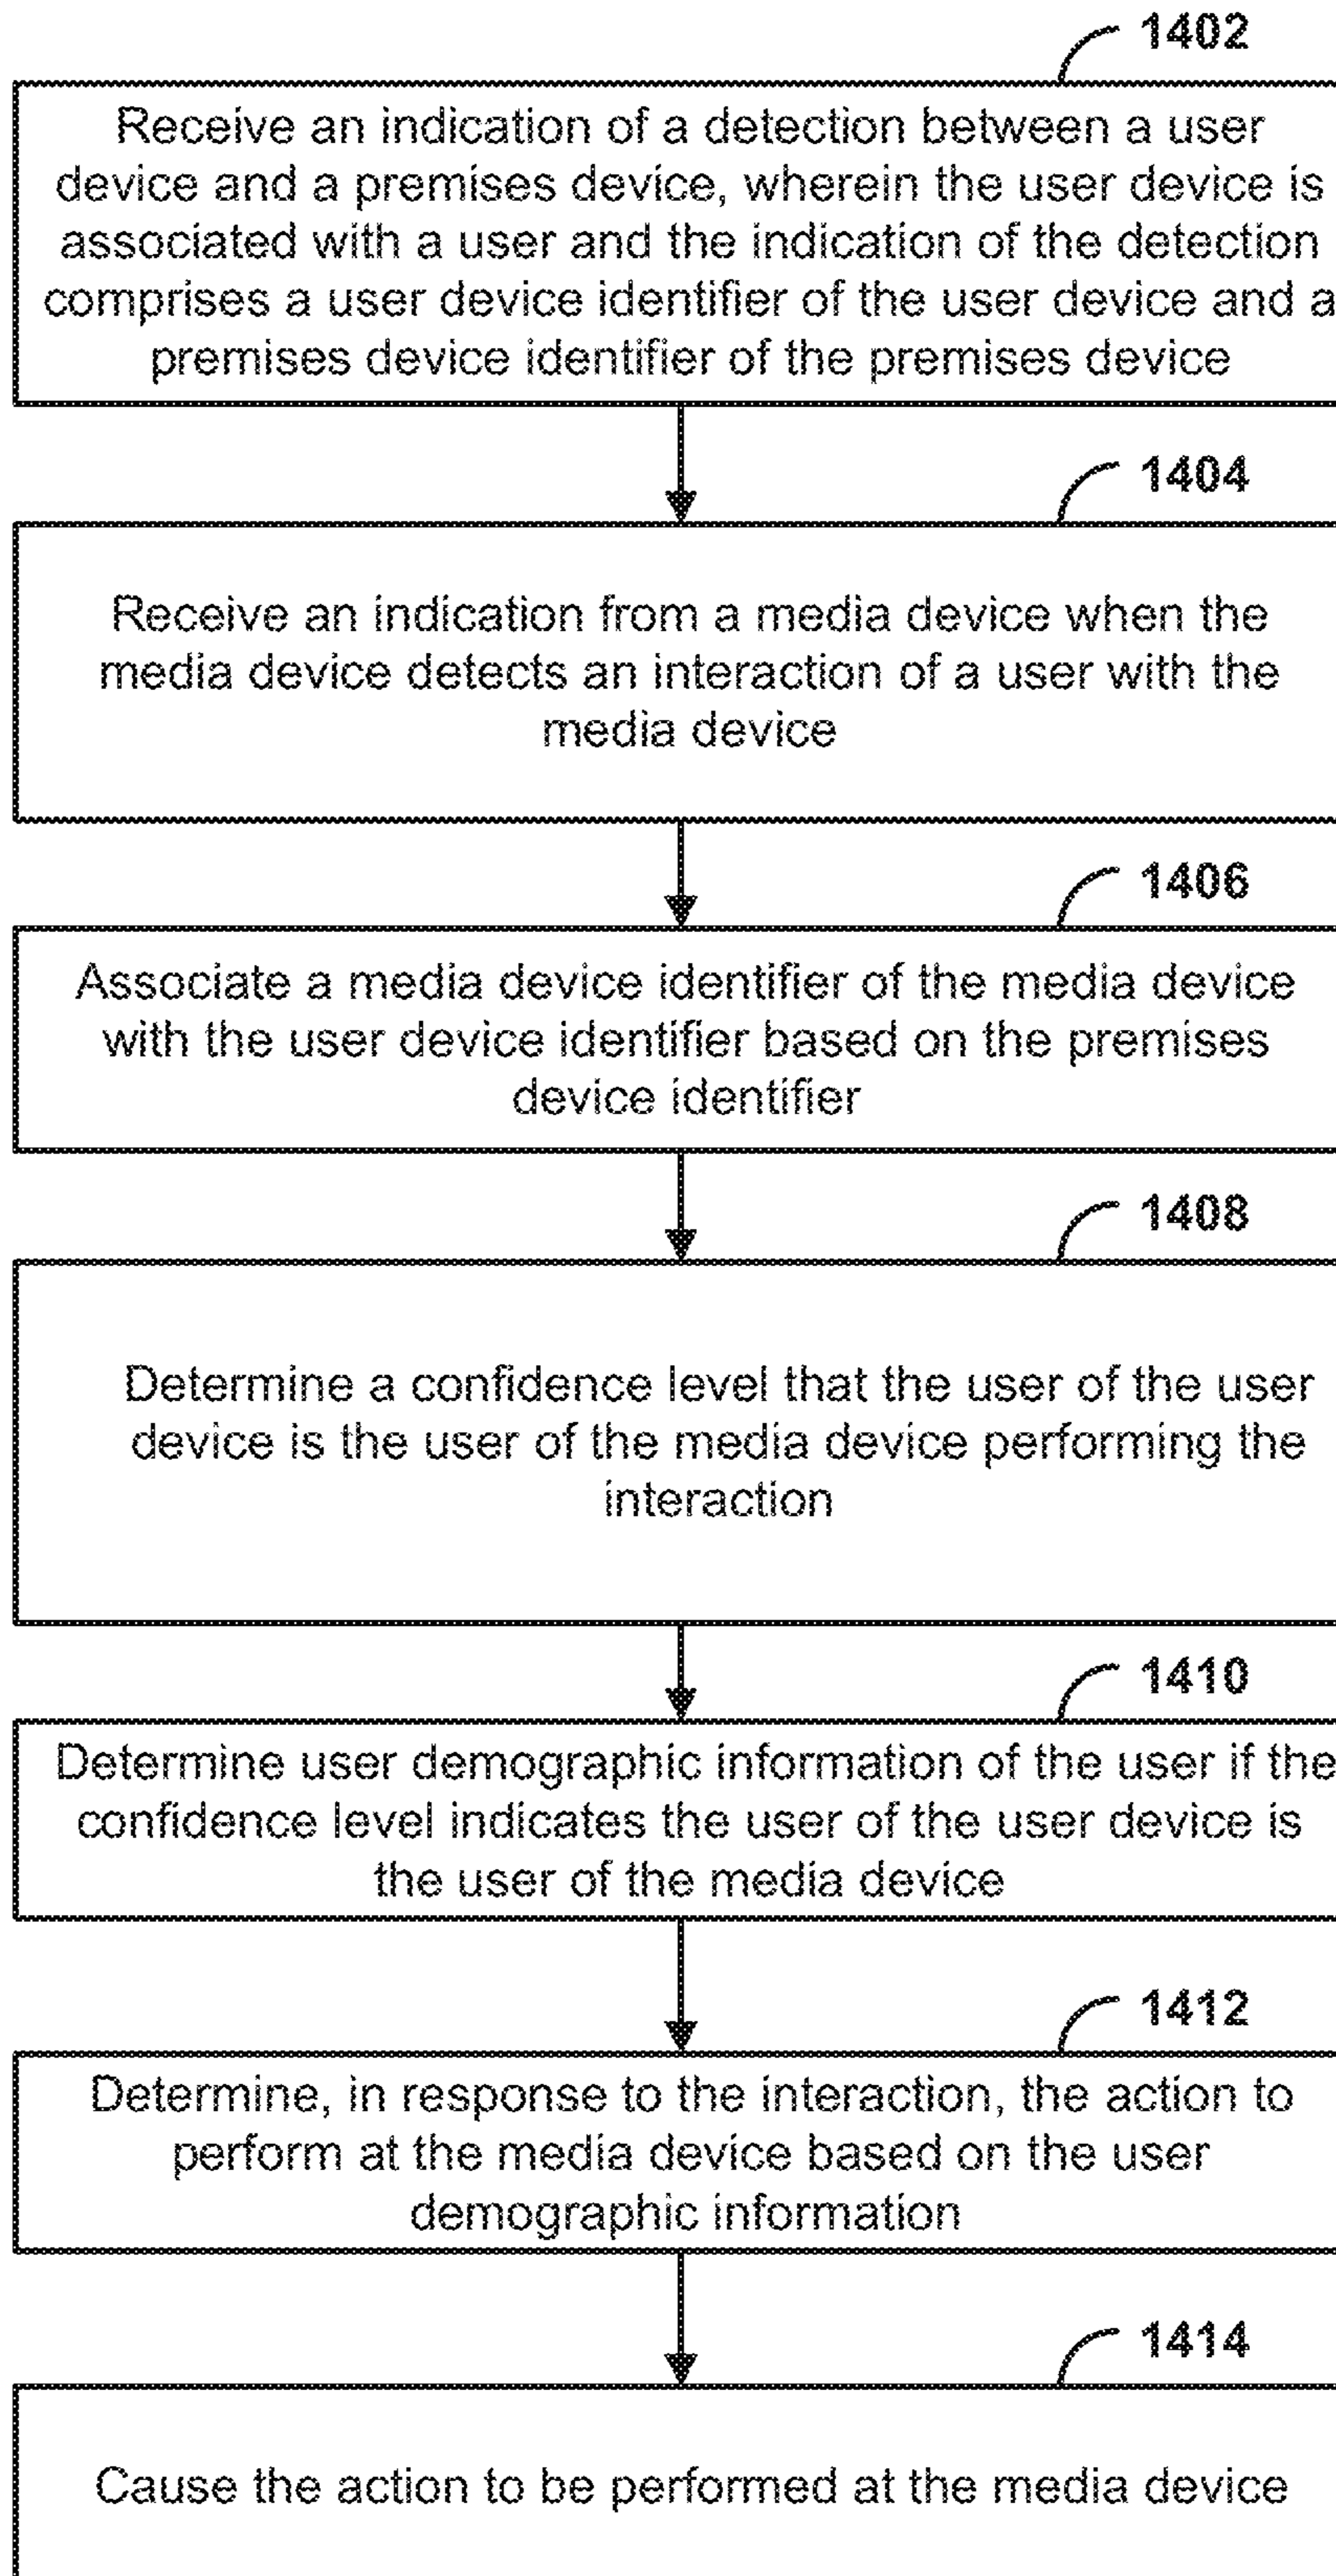 1402
Receive an indication of a detection between a user
device and a premises device, wherein the user device is
associated with a user and the indication of the detection
comprises a user device identifier of the user device and a
premises device identifier of the premises device
1404
Receive an indication from a media device when the
media device detects an interaction of a user with the
media device
1406
Associate a media device identifier of the media device
with the user device identifier based on the premises
device identifier
1408
Determine a confidence level that the user of the user
device is the user of the media device performing the
interaction
1410
Determine user demographic information of the user if the
confidence level indicates the user of the user device is
the user of the media device
1412
Determine, in response to the interaction, the action to
perform at the media device based on the user
demographic information
1414
Cause the action to be performed at the media device